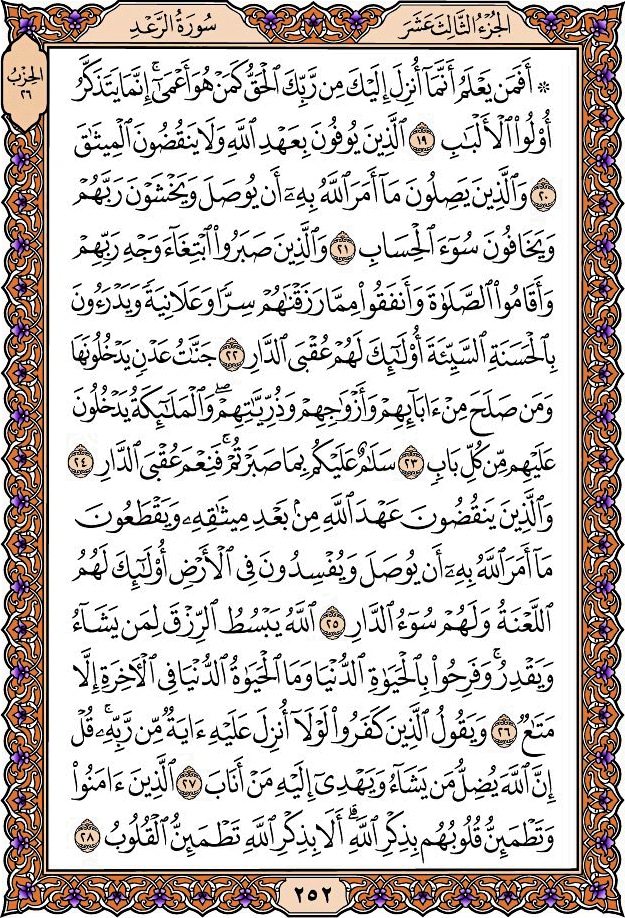 الجزء الثالث عشر
سورة الرعد
الحزب
٢٦
۞ أَفَمَن يَعْلَمُ أَنَّمَآ أُنزِلَ إِلَيْكَ مِن رَّبِّكَ ٱلْحَقُّ كَمَنْ هُوَ أَعْمَىٰٓ ۚ إِنَّمَا يَتَذَكَّرُ
أُو۟لُوا۟ ٱلْأَلْبَٰبِ ١٩ ٱلَّذِينَ يُوفُونَ بِعَهْدِ ٱللَّهِ وَلَا يَنقُضُونَ ٱلْمِيثَٰقَ
٢٠ وَٱلَّذِينَ يَصِلُونَ مَآ أَمَرَ ٱللَّهُ بِهِۦٓ أَن يُوصَلَ وَيَخْشَوْنَ رَبَّهُمْ
وَيَخَافُونَ سُوٓءَ ٱلْحِسَابِ ٢١ وَٱلَّذِينَ صَبَرُوا۟ ٱبْتِغَآءَ وَجْهِ رَبِّهِمْ
وَأَقَامُوا۟ ٱلصَّلَوٰةَ وَأَنفَقُوا۟ مِمَّا رَزَقْنَٰهُمْ سِرًّا وَعَلَانِيَةً وَيَدْرَءُونَ
بِٱلْحَسَنَةِ ٱلسَّيِّئَةَ أُو۟لَٰٓئِكَ لَهُمْ عُقْبَى ٱلدَّارِ ٢٢ جَنَّٰتُ عَدْنٍ يَدْخُلُونَهَا
وَمَن صَلَحَ مِنْ ءَابَآئِهِمْ وَأَزْوَٰجِهِمْ وَذُرِّيَّٰتِهِمْ ۖ وَٱلْمَلَٰٓئِكَةُ يَدْخُلُونَ
عَلَيْهِم مِّن كُلِّ بَابٍ ٢٣ سَلَٰمٌ عَلَيْكُم بِمَا صَبَرْتُمْ ۚ فَنِعْمَ عُقْبَى ٱلدَّارِ ٢٤
وَٱلَّذِينَ يَنقُضُونَ عَهْدَ ٱللَّهِ مِنۢ بَعْدِ مِيثَٰقِهِۦ وَيَقْطَعُونَ
مَآ أَمَرَ ٱللَّهُ بِهِۦٓ أَن يُوصَلَ وَيُفْسِدُونَ فِى ٱلْأَرْضِ أُو۟لَٰٓئِكَ لَهُمُ
ٱللَّعْنَةُ وَلَهُمْ سُوٓءُ ٱلدَّارِ ٢٥ ٱللَّهُ يَبْسُطُ ٱلرِّزْقَ لِمَن يَشَآءُ
وَيَقْدِرُ ۚ وَفَرِحُوا۟ بِٱلْحَيَوٰةِ ٱلدُّنْيَا وَمَا ٱلْحَيَوٰةُ ٱلدُّنْيَا فِى ٱلْءَاخِرَةِ إِلَّا
مَتَٰعٌ ٢٦ وَيَقُولُ ٱلَّذِينَ كَفَرُوا۟ لَوْلَآ أُنزِلَ عَلَيْهِ ءَايَةٌ مِّن رَّبِّهِۦ ۗ قُلْ
إِنَّ ٱللَّهَ يُضِلُّ مَن يَشَآءُ وَيَهْدِىٓ إِلَيْهِ مَنْ أَنَابَ ٢٧ ٱلَّذِينَ ءَامَنُوا۟
وَتَطْمَئِنُّ قُلُوبُهُم بِذِكْرِ ٱللَّهِ ۗ أَلَا بِذِكْرِ ٱللَّهِ تَطْمَئِنُّ ٱلْقُلُوبُ ٢٨
٢٥٢